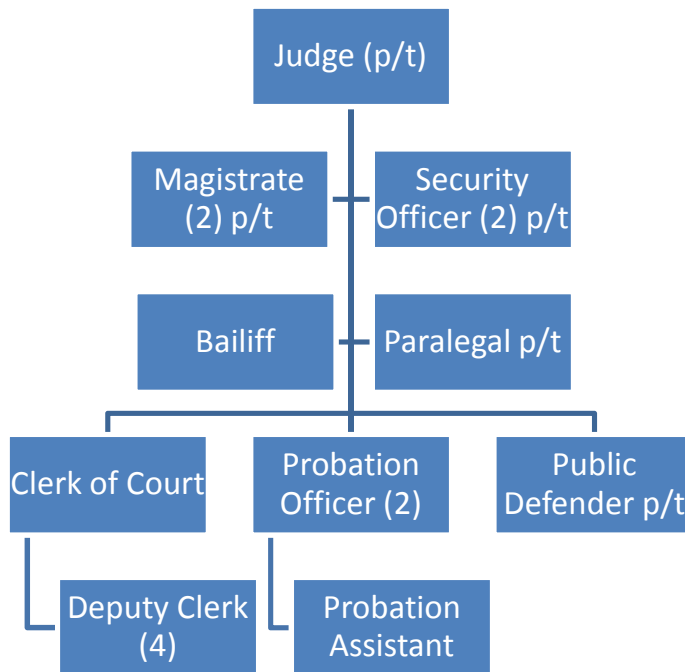 Judge (p/t)
Magistrate
(2) p/t
Security
Officer (2) p/t
Bailiff
Paralegal p/t
Clerk of Court
Probation
Officer (2)
Public
Defender p/t
Deputy Clerk
(4)
Probation
Assistant